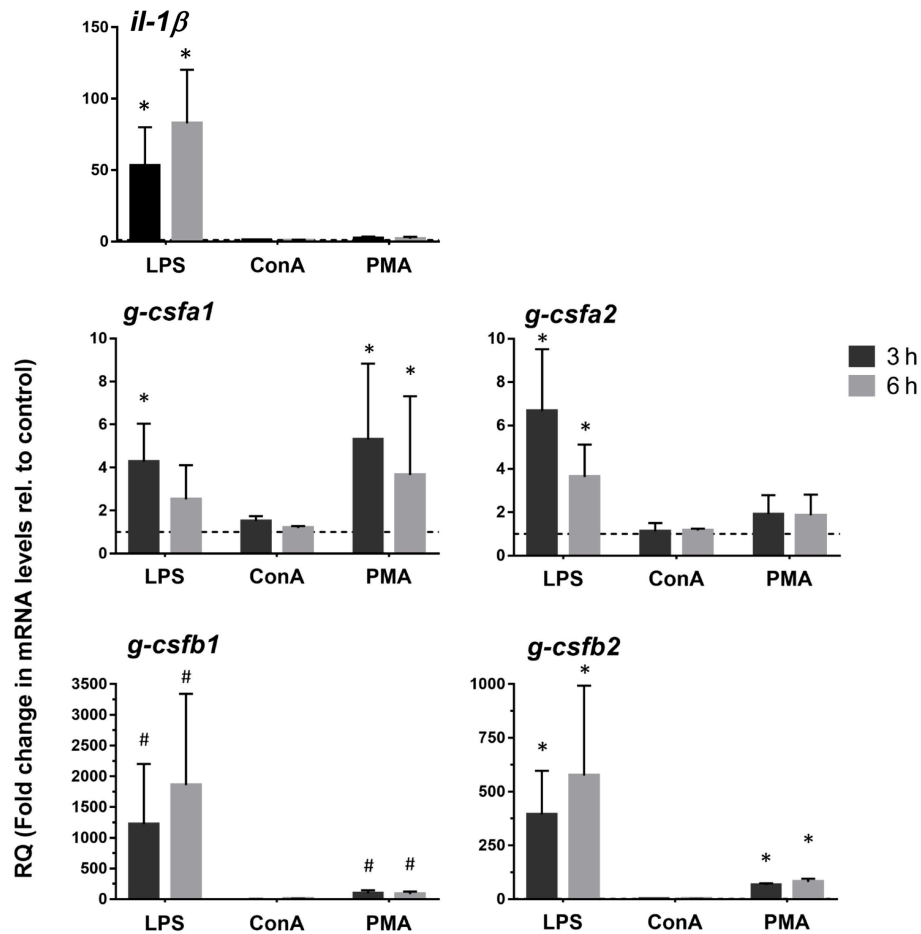 il-1β
150
100
50
0
* *
LPS ConA PMA
g-csfa1
10
8
6
4
2
0
* * *
LPS ConA PMA
g-csfa2
10
8
6
4
2
0
* *
LPS ConA PMA
3 h
6 h
g-csfb1
3500
3000
2500
2000
1500
1000
500
0
# # # #
LPS ConA PMA
g-csfb2
1000
750
500
250
0
* * * *
LPS ConA PMA
RQ (Fold change in mRNA levels rel. to control)